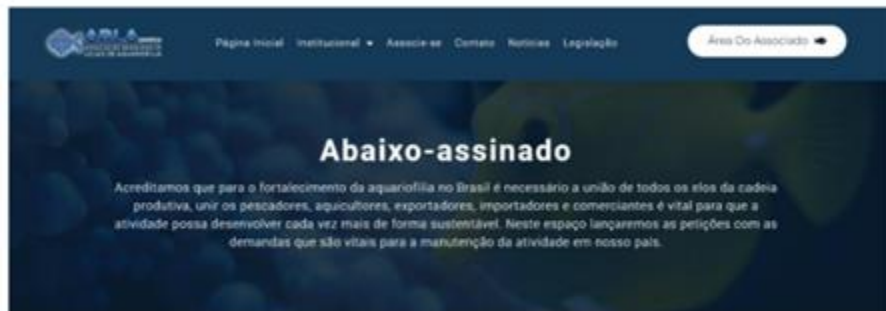 ABLA
Página Inicial Institucional Associe-se Contato Notícias Legislação
Área Do Associado
Abaixo-assinado
Acreditamos que para o fortalecimento da aquariofilia no Brasil é necessário a união de todos os elos da cadeia
produtiva, unir os pescadores, aquicultores, exportadores, importadores e comerciantes é vital para que a
atividade possa desenvolver cada vez mais de forma sustentável. Neste espaço lançaremos as petições com as
demandas que são vitais para a manutenção da atividade em nosso país.